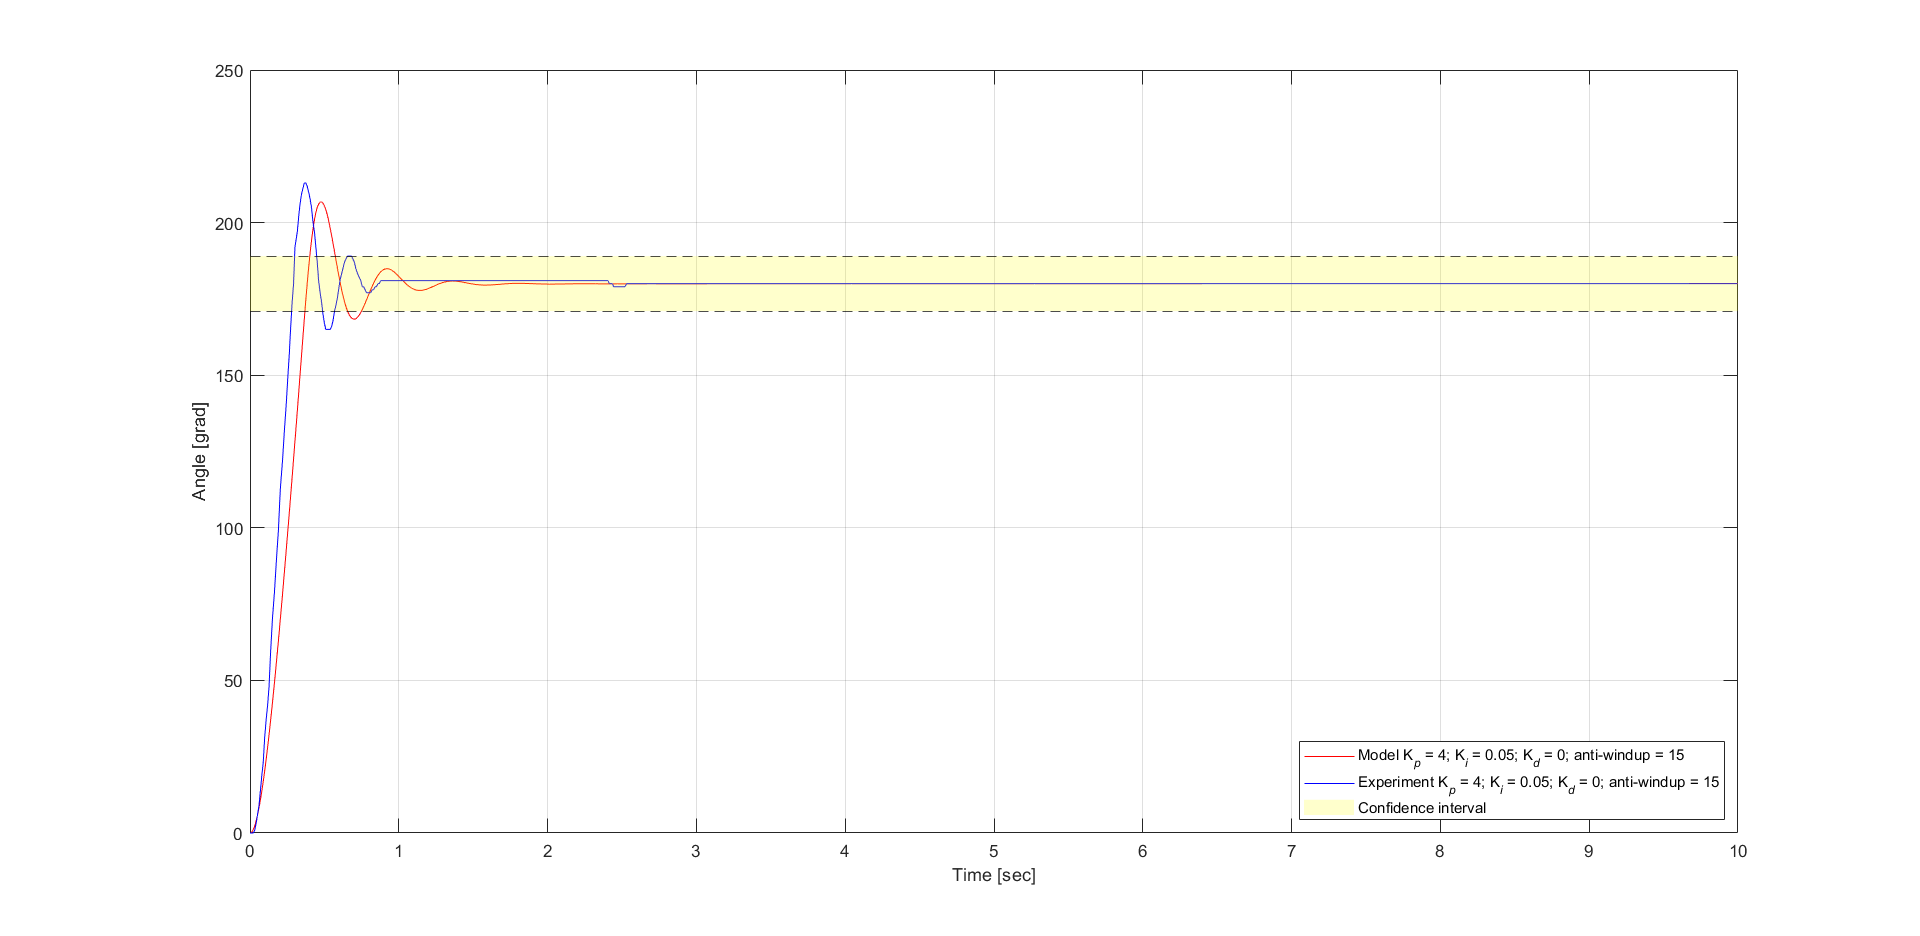 250
200
150
100
50
0
Angle [grad]
0 1 2 3 4 5 6 7 8 9 10
Time [sec]
Model Kp = 4; Ki = 0.05; Kd = 0; anti-windup = 15
Experiment Kp = 4; Ki = 0.05; Kd = 0; anti-windup = 15
Confidence interval